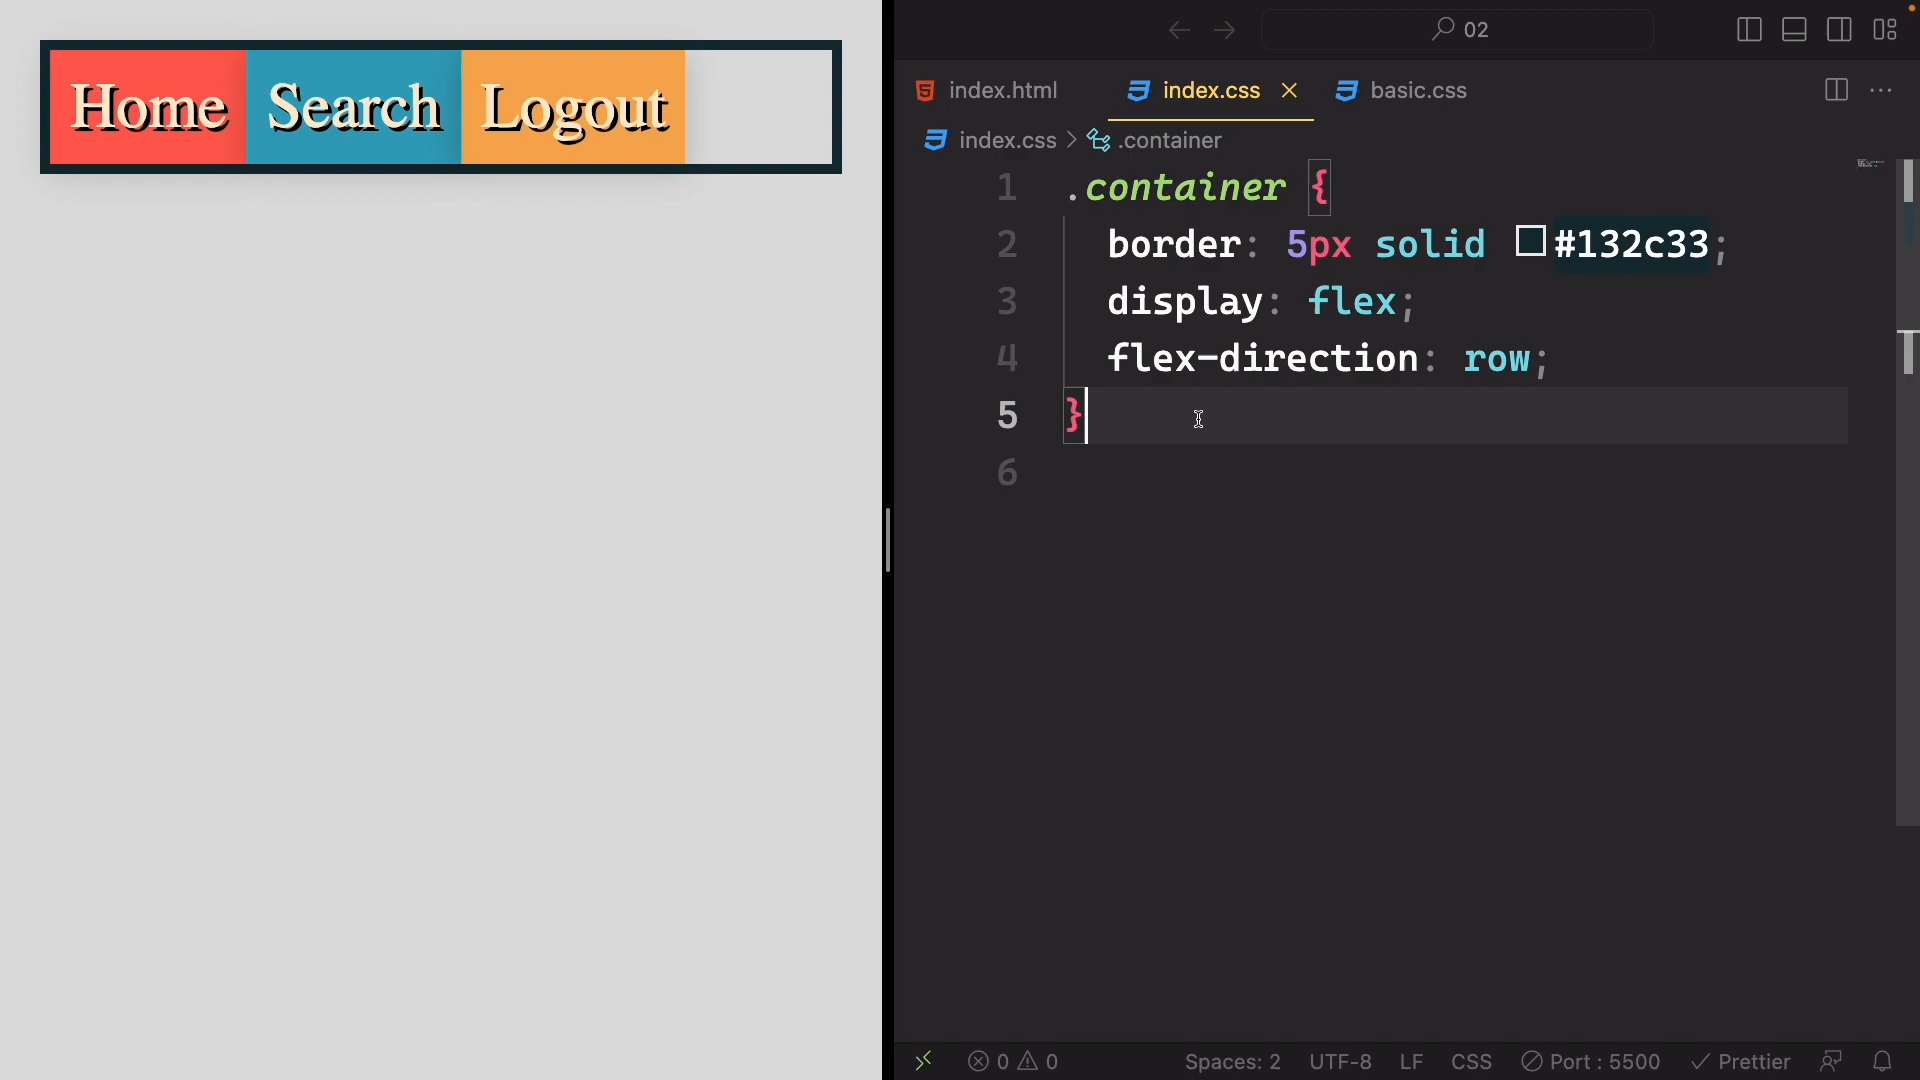 Home Search Logout
02
index.html index.css basic.css
index.css > .container
1 .container {
2 border: 5px solid #132c33;
3 display: flex;
4 flex-direction: row;
5 }
6
0 0 Spaces: 2 UTF-8 LF CSS Port : 5500 Prettier